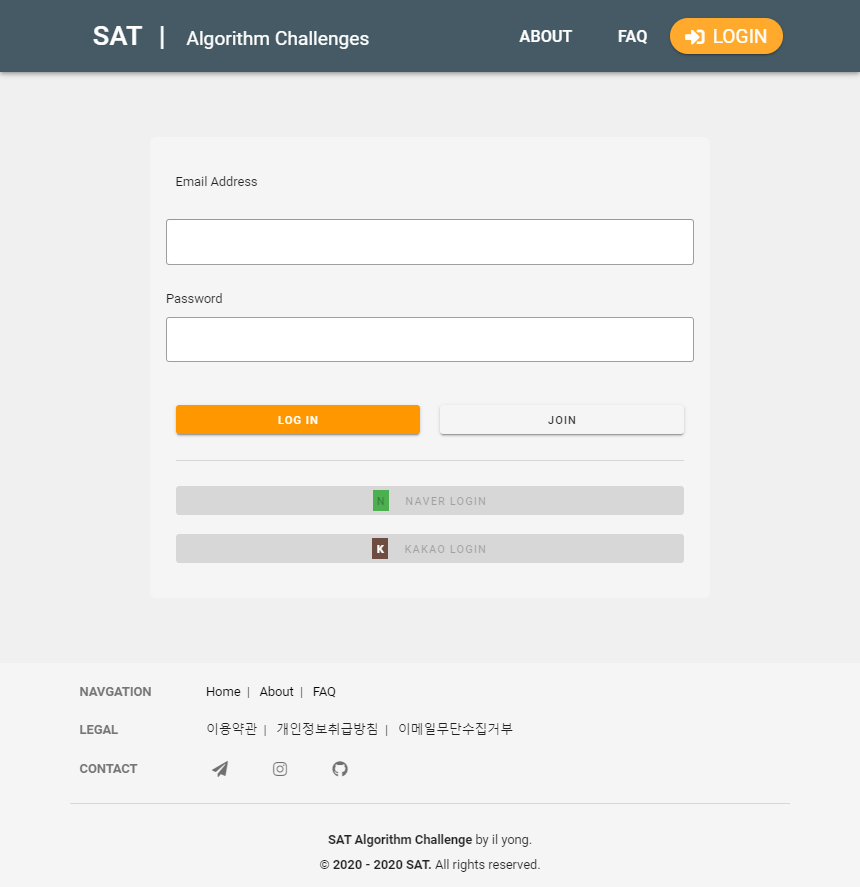 SAT | Algorithm Challenges ABOUT FAQ LOGIN
Email Address
Password
LOG IN JOIN
N NAVER LOGIN
K KAKAO LOGIN
NAVGATION Home | About | FAQ
LEGAL 이용약관 | 개인정보취급방침 | 이메일무단수집거부
CONTACT
SAT Algorithm Challenge by il yong.
© 2020 - 2020 SAT. All rights reserved.